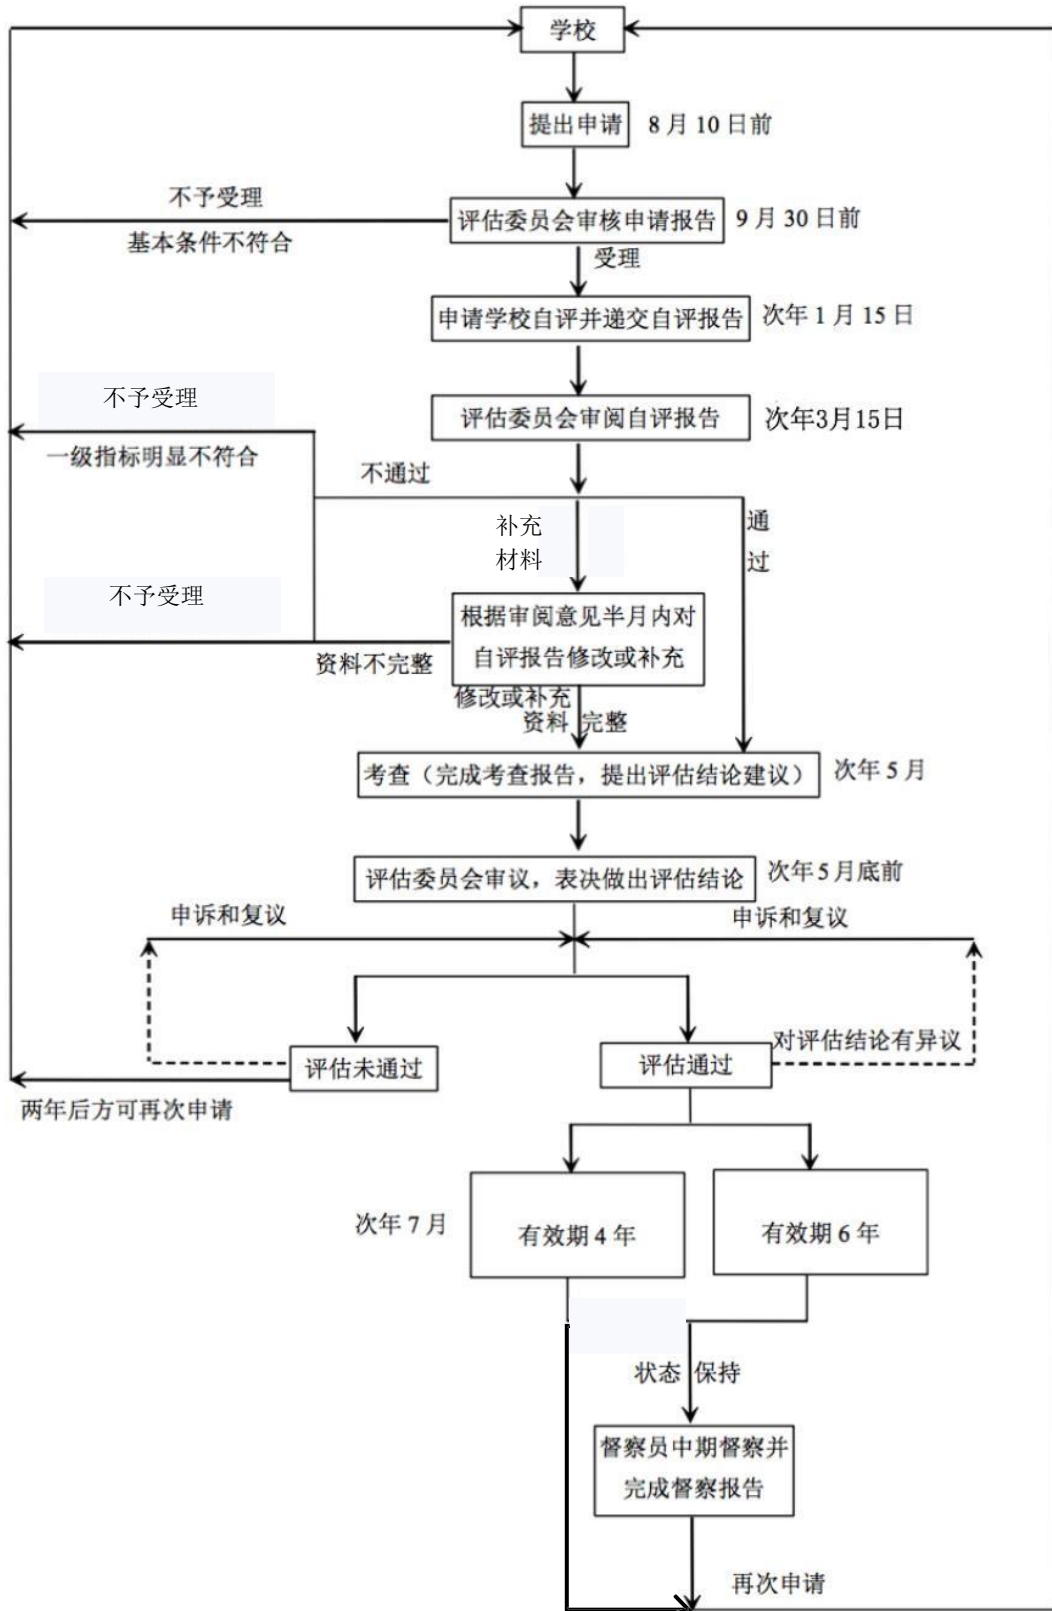 学校
提出申请
8月10日前
不予受理
基本条件不符合
评估委员会审核申请报告
9月30日前
受理
申请学校自评并递交自评报告
次年1月15日
不予受理
评估委员会审阅自评报告
次年3月15日
一级指标明显不符合
不通过
补充
材料
通
过
不予受理
根据审阅意见半月内对
自评报告修改或补充
资料不完整
修改或补充
资料 完整
考查（完成考查报告，提出评估结论建议）
次年5月
评估委员会审议，表决做出评估结论
次年5月底前
申诉和复议
申诉和复议
评估未通过
评估通过
对评估结论有异议
两年后方可再次申请
次年7月
有效期4年
有效期6年
状态 保持
督察员中期督察并
完成督察报告
再次申请